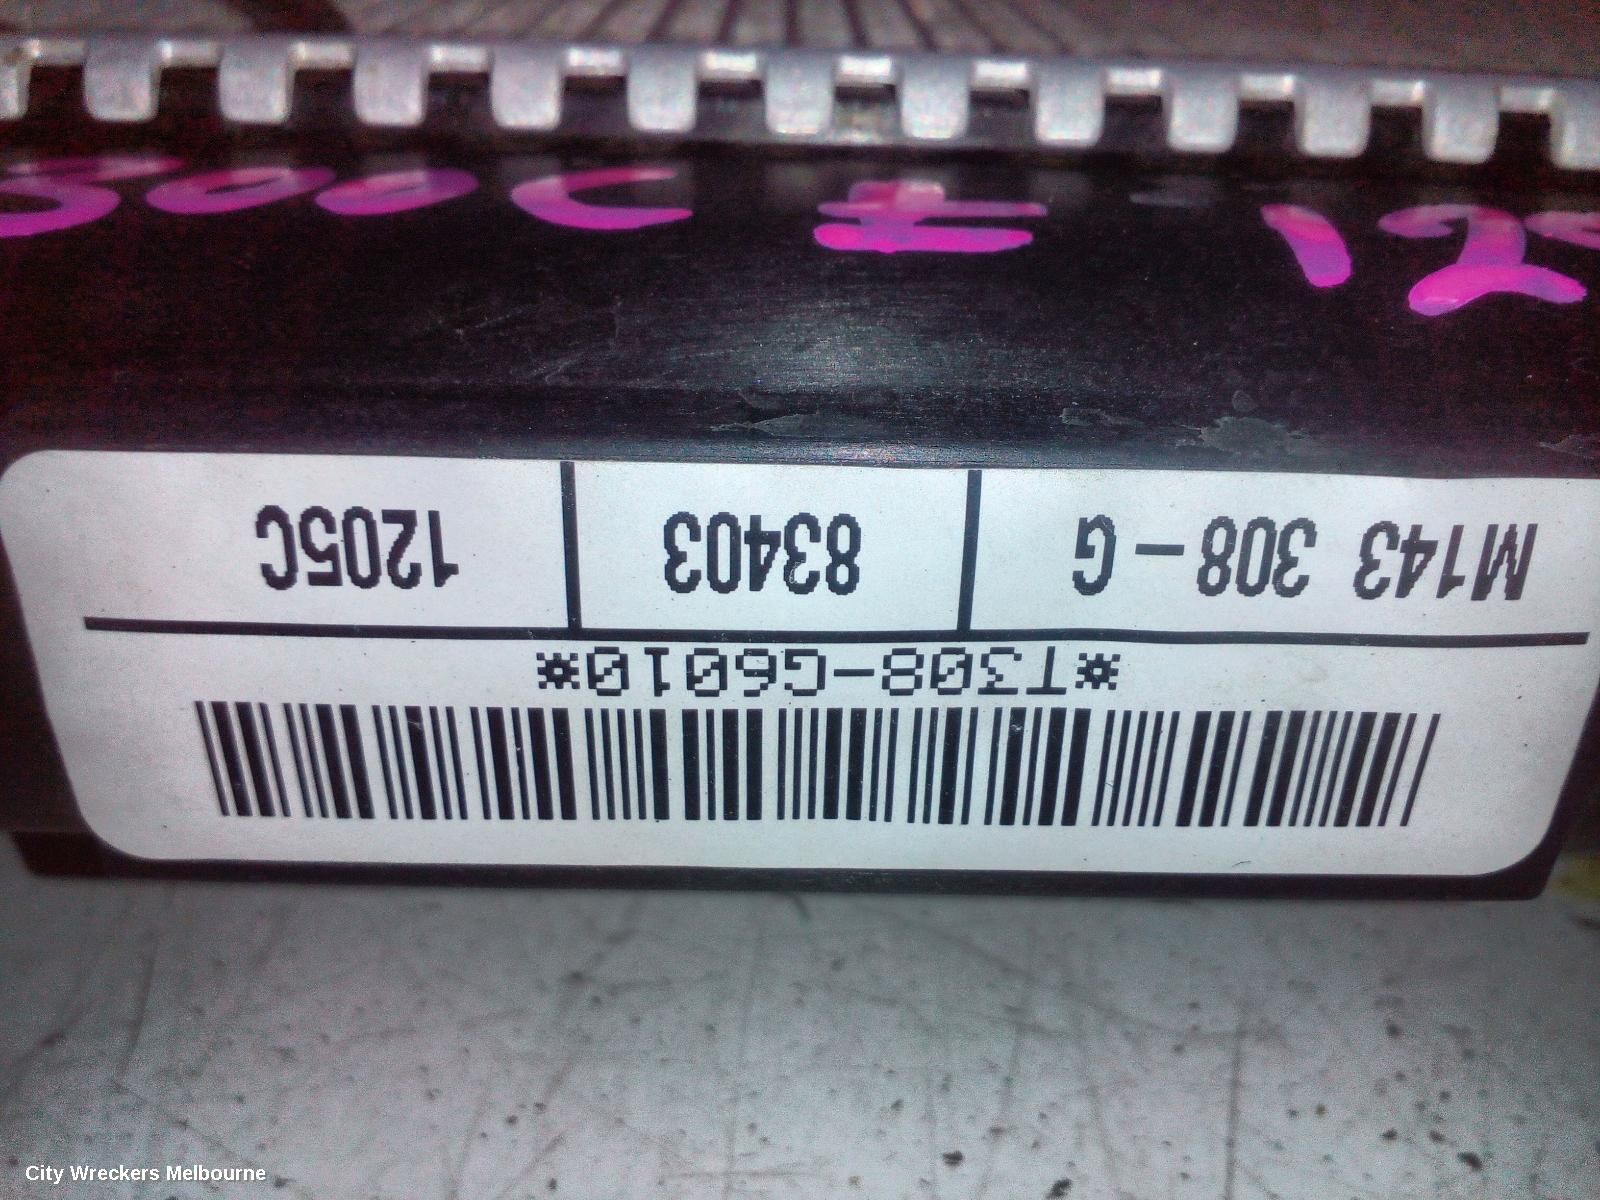 *T308-G6010*
M143 308-G 83403 1205C
City Wreckers Melbourne